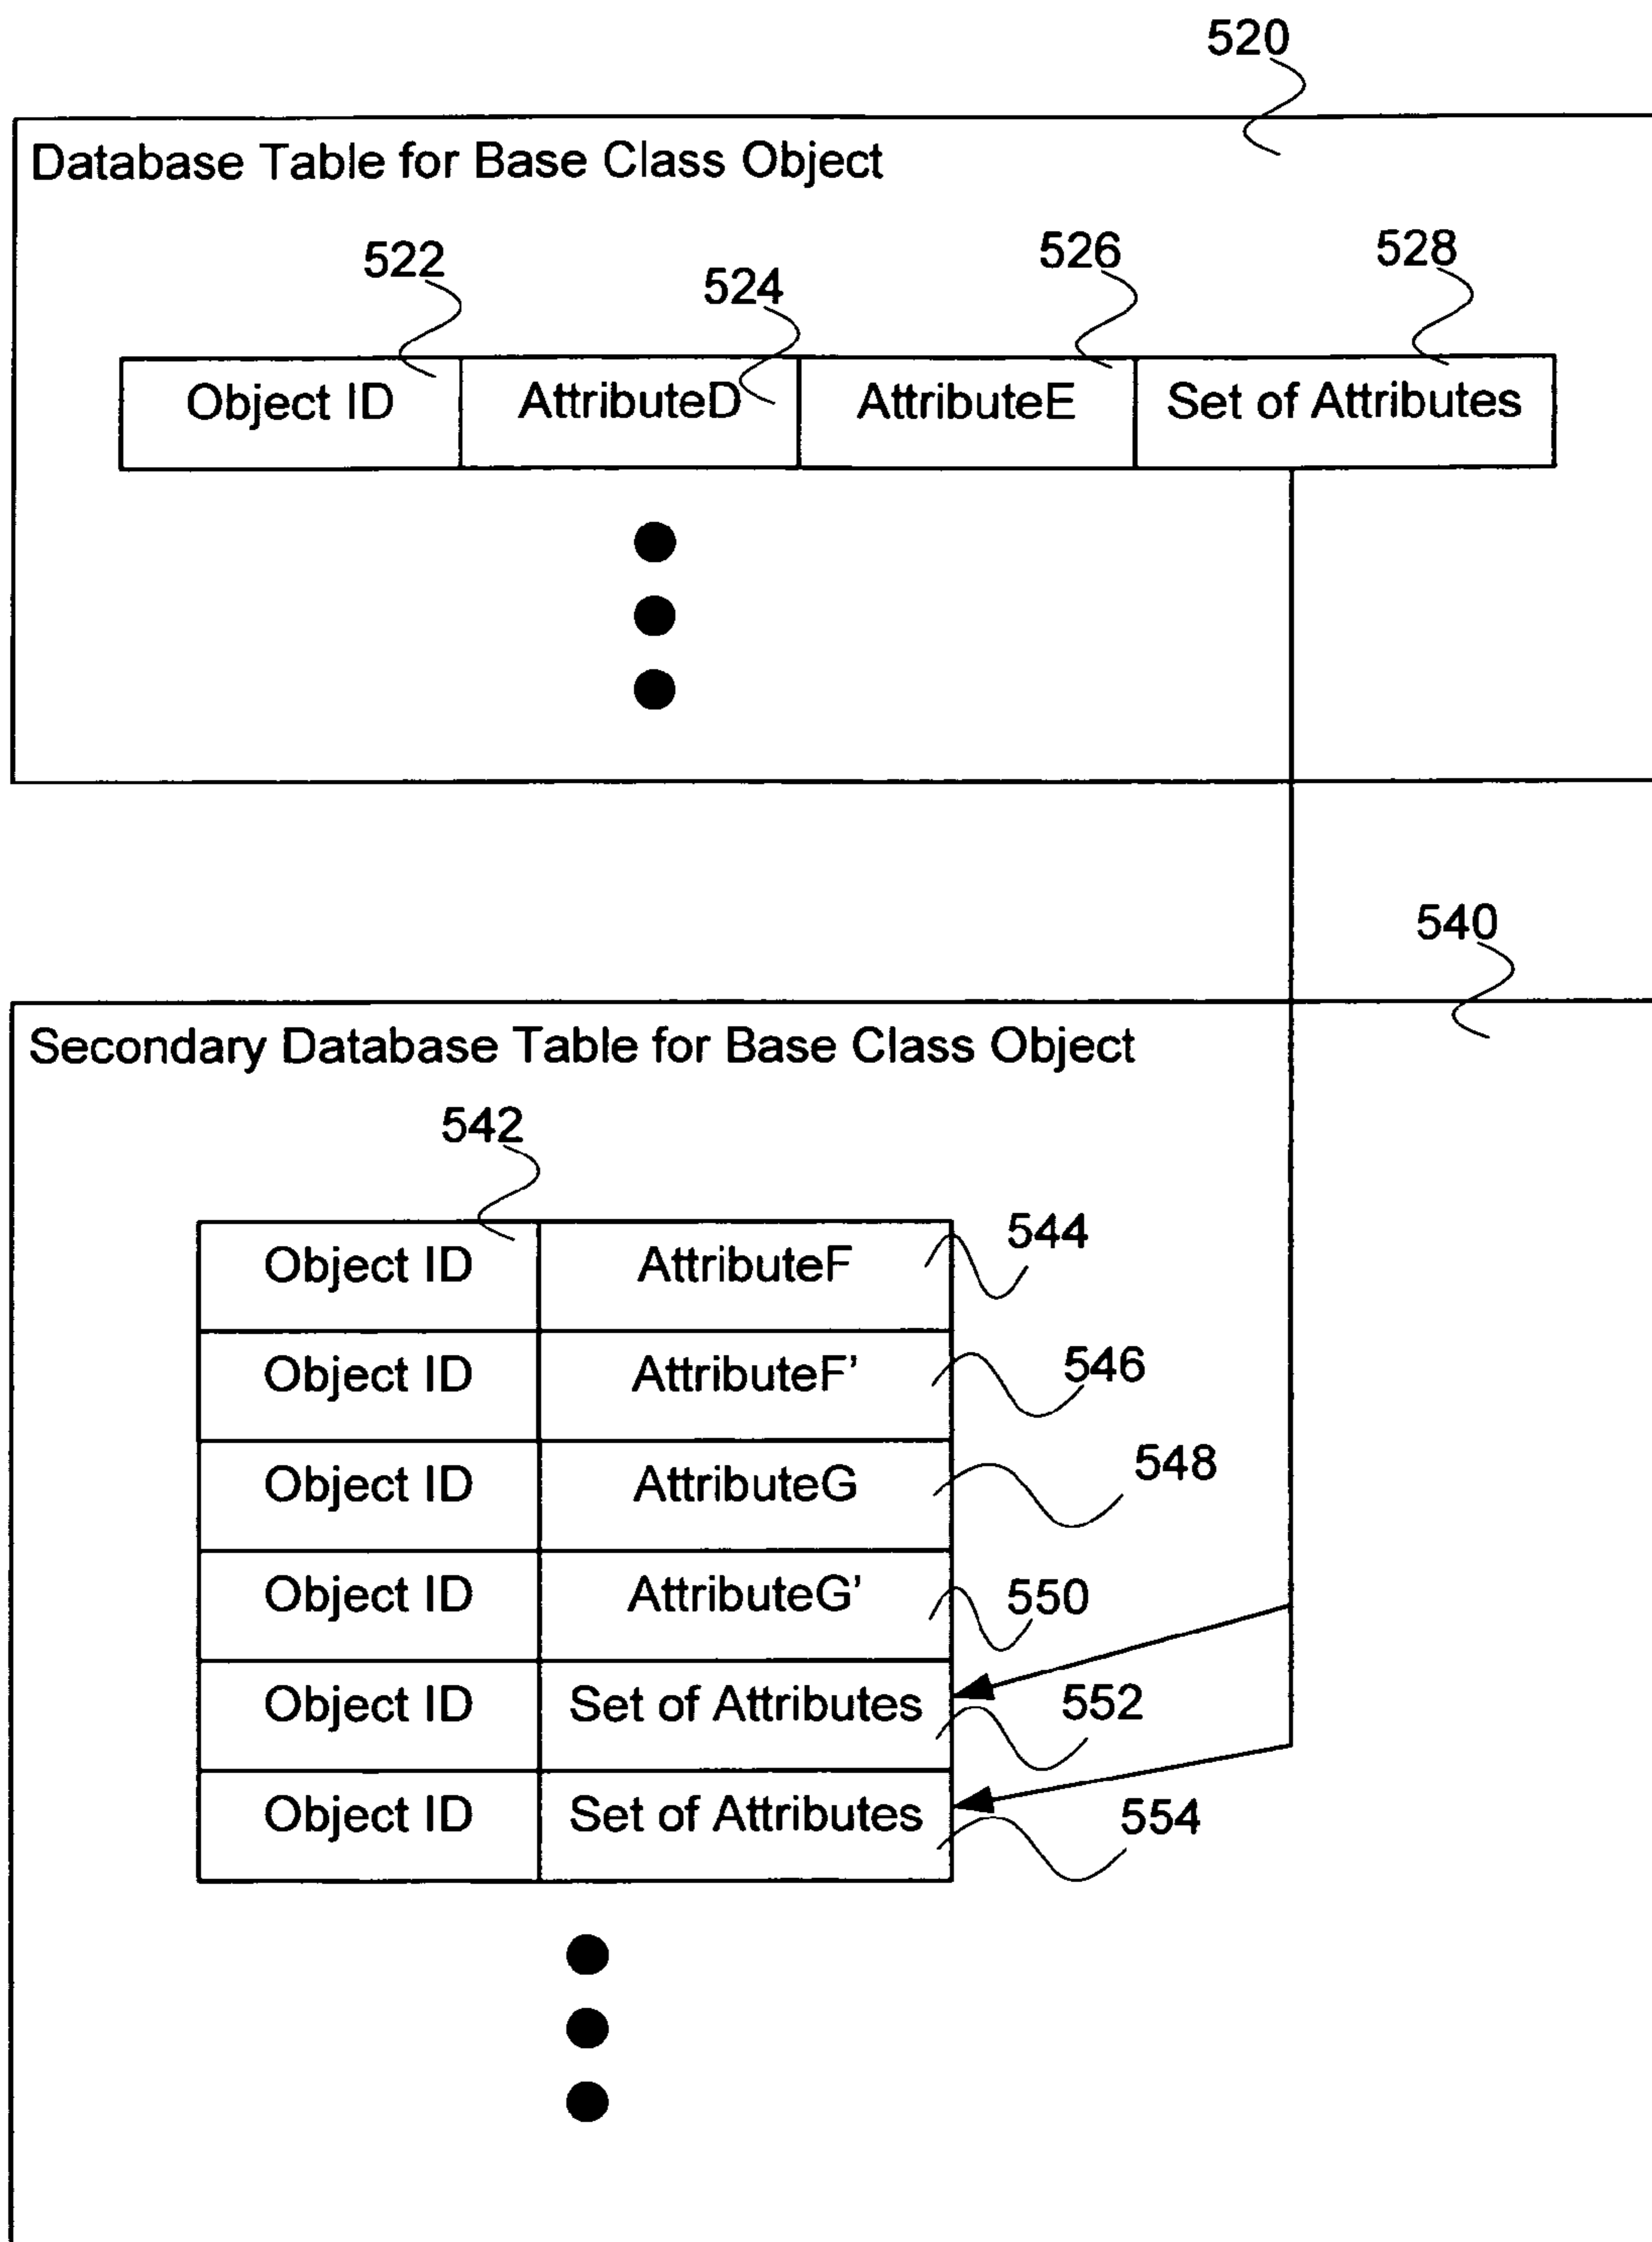 520
Database Table for Base Class Object
522
524
526
528
Object ID AttributeD AttributeE Set of Attributes
540
Secondary Database Table for Base Class Object
542
Object ID AttributeF 544
Object ID AttributeF’ 546
Object ID AttributeG 548
Object ID AttributeG’ 550
Object ID Set of Attributes 552
Object ID Set of Attributes 554